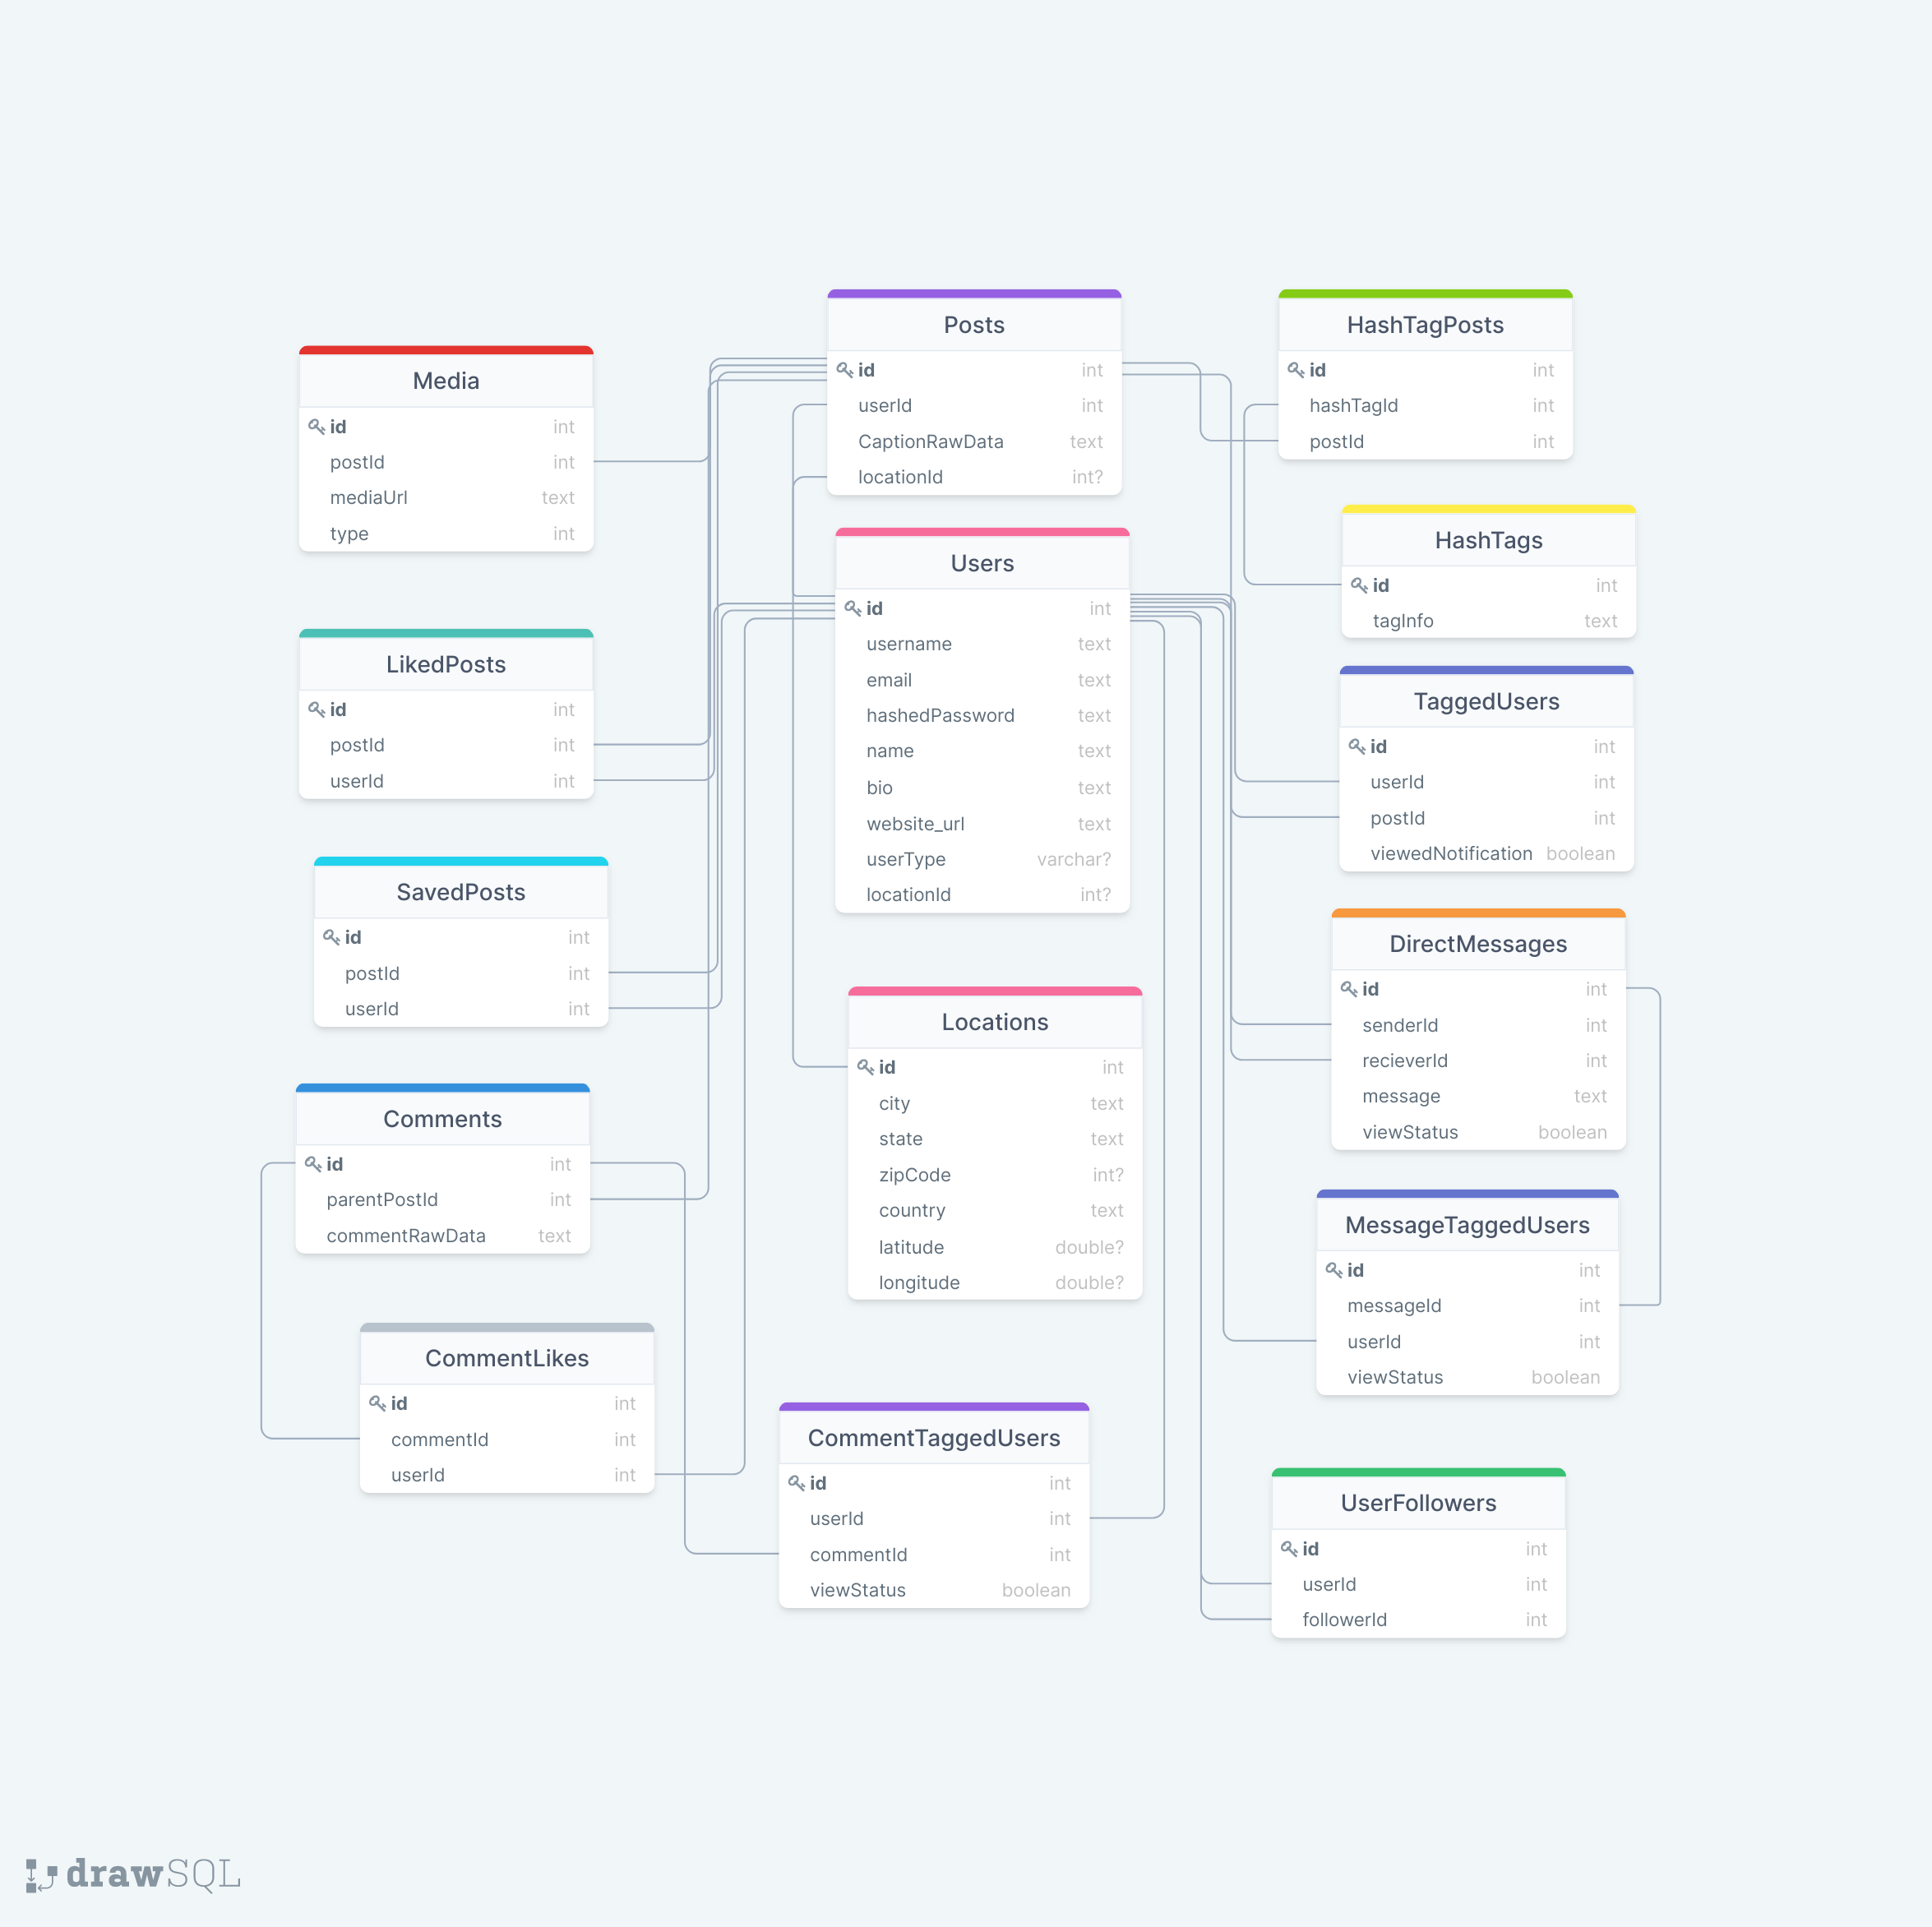 Media
id int
postId int
mediaUrl text
type int
LikedPosts
id int
postId int
userId int
SavedPosts
id int
postId int
userId int
Comments
id int
parentPostId int
commentRawData text
CommentLikes
id int
commentId int
userId int
Posts
id int
userId int
CaptionRawData text
locationId int?
Users
id int
username text
email text
hashedPassword text
name text
bio text
website_url text
userType varchar?
locationId int?
Locations
id int
city text
state text
zipCode int?
country text
latitude double?
longitude double?
CommentTaggedUsers
id int
userId int
commentId int
viewStatus boolean
HashTagPosts
id int
hashTagId int
postId int
HashTags
id int
tagInfo text
TaggedUsers
id int
userId int
postId int
viewedNotification boolean
DirectMessages
id int
senderId int
recieverId int
message text
viewStatus boolean
MessageTaggedUsers
id int
messageId int
userId int
viewStatus boolean
UserFollowers
id int
userId int
followerId int
drawSQL